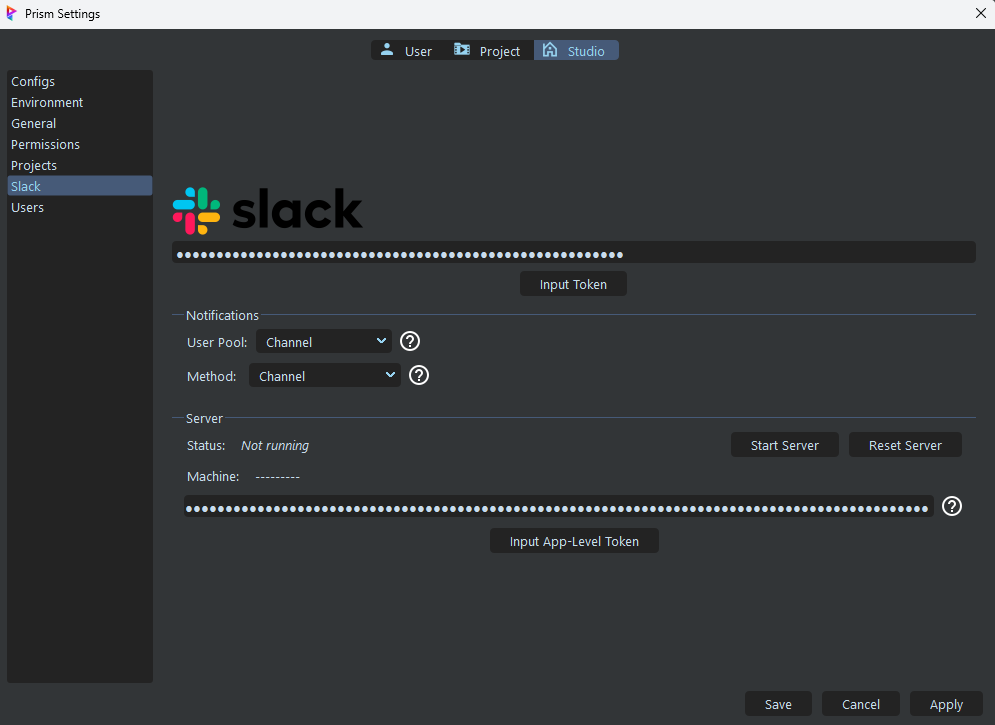 Prism Settings
User Project Studio
Configs
Environment
General
Permissions
Projects
Slack
Users
slack
●●●●●●●●●●●●●●●●●●●●●●●●●●●●●●●●●●●●●●●●●●●●●●●●●●●●●●●●
Input Token
Notifications
User Pool: Channel ?
Method: Channel ?
Server
Status: Not running Start Server Reset Server
Machine: ---------
●●●●●●●●●●●●●●●●●●●●●●●●●●●●●●●●●●●●●●●●●●●●●●●●●●●●●●●●●●●●●●●●●●●●●●●●●●●●●●●●●●●●●●●●●●●●● ?
Input App-Level Token
Save Cancel Apply